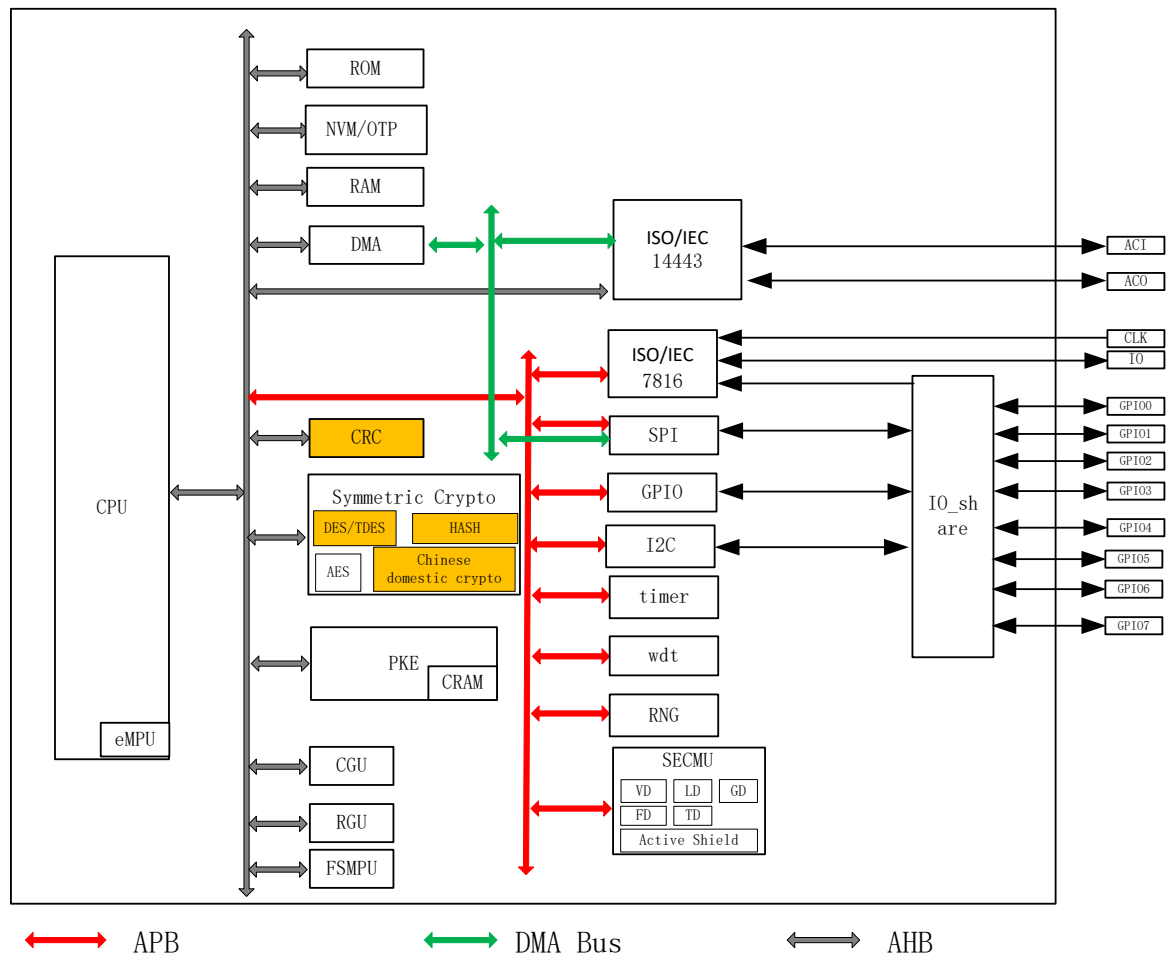 ROM
NVM/OTP
RAM
DMA
CPU
eMPU
CRC
Symmetric Crypto
DES/TDES
HASH
AES
Chinese
domestic crypto
PKE
CRAM
CGU
RGU
FSMPU
ISO/IEC
14443
ISO/IEC
7816
SPI
GPIO
I2C
timer
wdt
RNG
SECMU
VD
LD
GD
FD
TD
Active Shield
IO_sh
are
ACI
ACO
CLK
IO
GPIO0
GPIO1
GPIO2
GPIO3
GPIO4
GPIO5
GPIO6
GPIO7
APB
DMA Bus
AHB